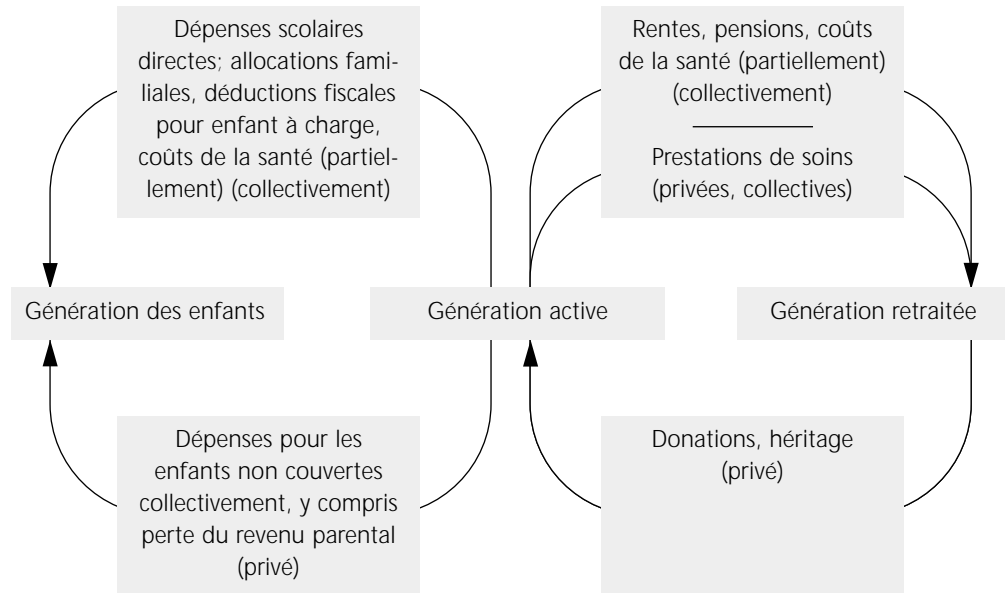 Dépenses scolaires
directes; allocations fami-
liales, déductions fiscales
pour enfant à charge,
coûts de la santé (partiel-
lement) (collectivement)
Rentes, pensions, coûts
de la santé (partiellement)
(collectivement)
Prestations de soins
(privées, collectives)
Génération des enfants
Génération active
Génération retraitée
Dépenses pour les
enfants non couvertes
collectivement, y compris
perte du revenu parental
(privé)
Donations, héritage
(privé)